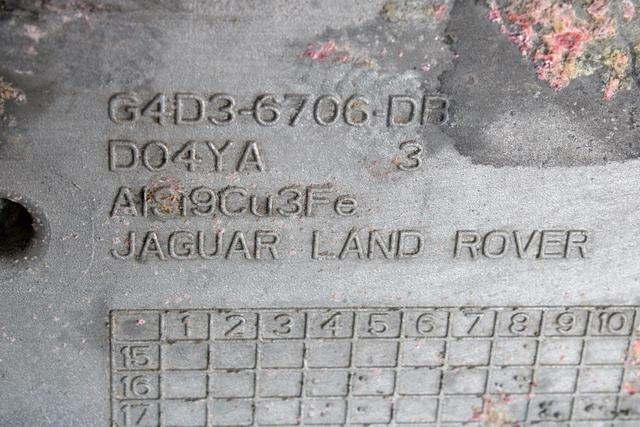 G4D3-6706-DB
D04YA 3
AlSi9Cu3Fe
JAGUAR LAND ROVER
1 2 3 4 5 6 7 8 9 10
15
16
17